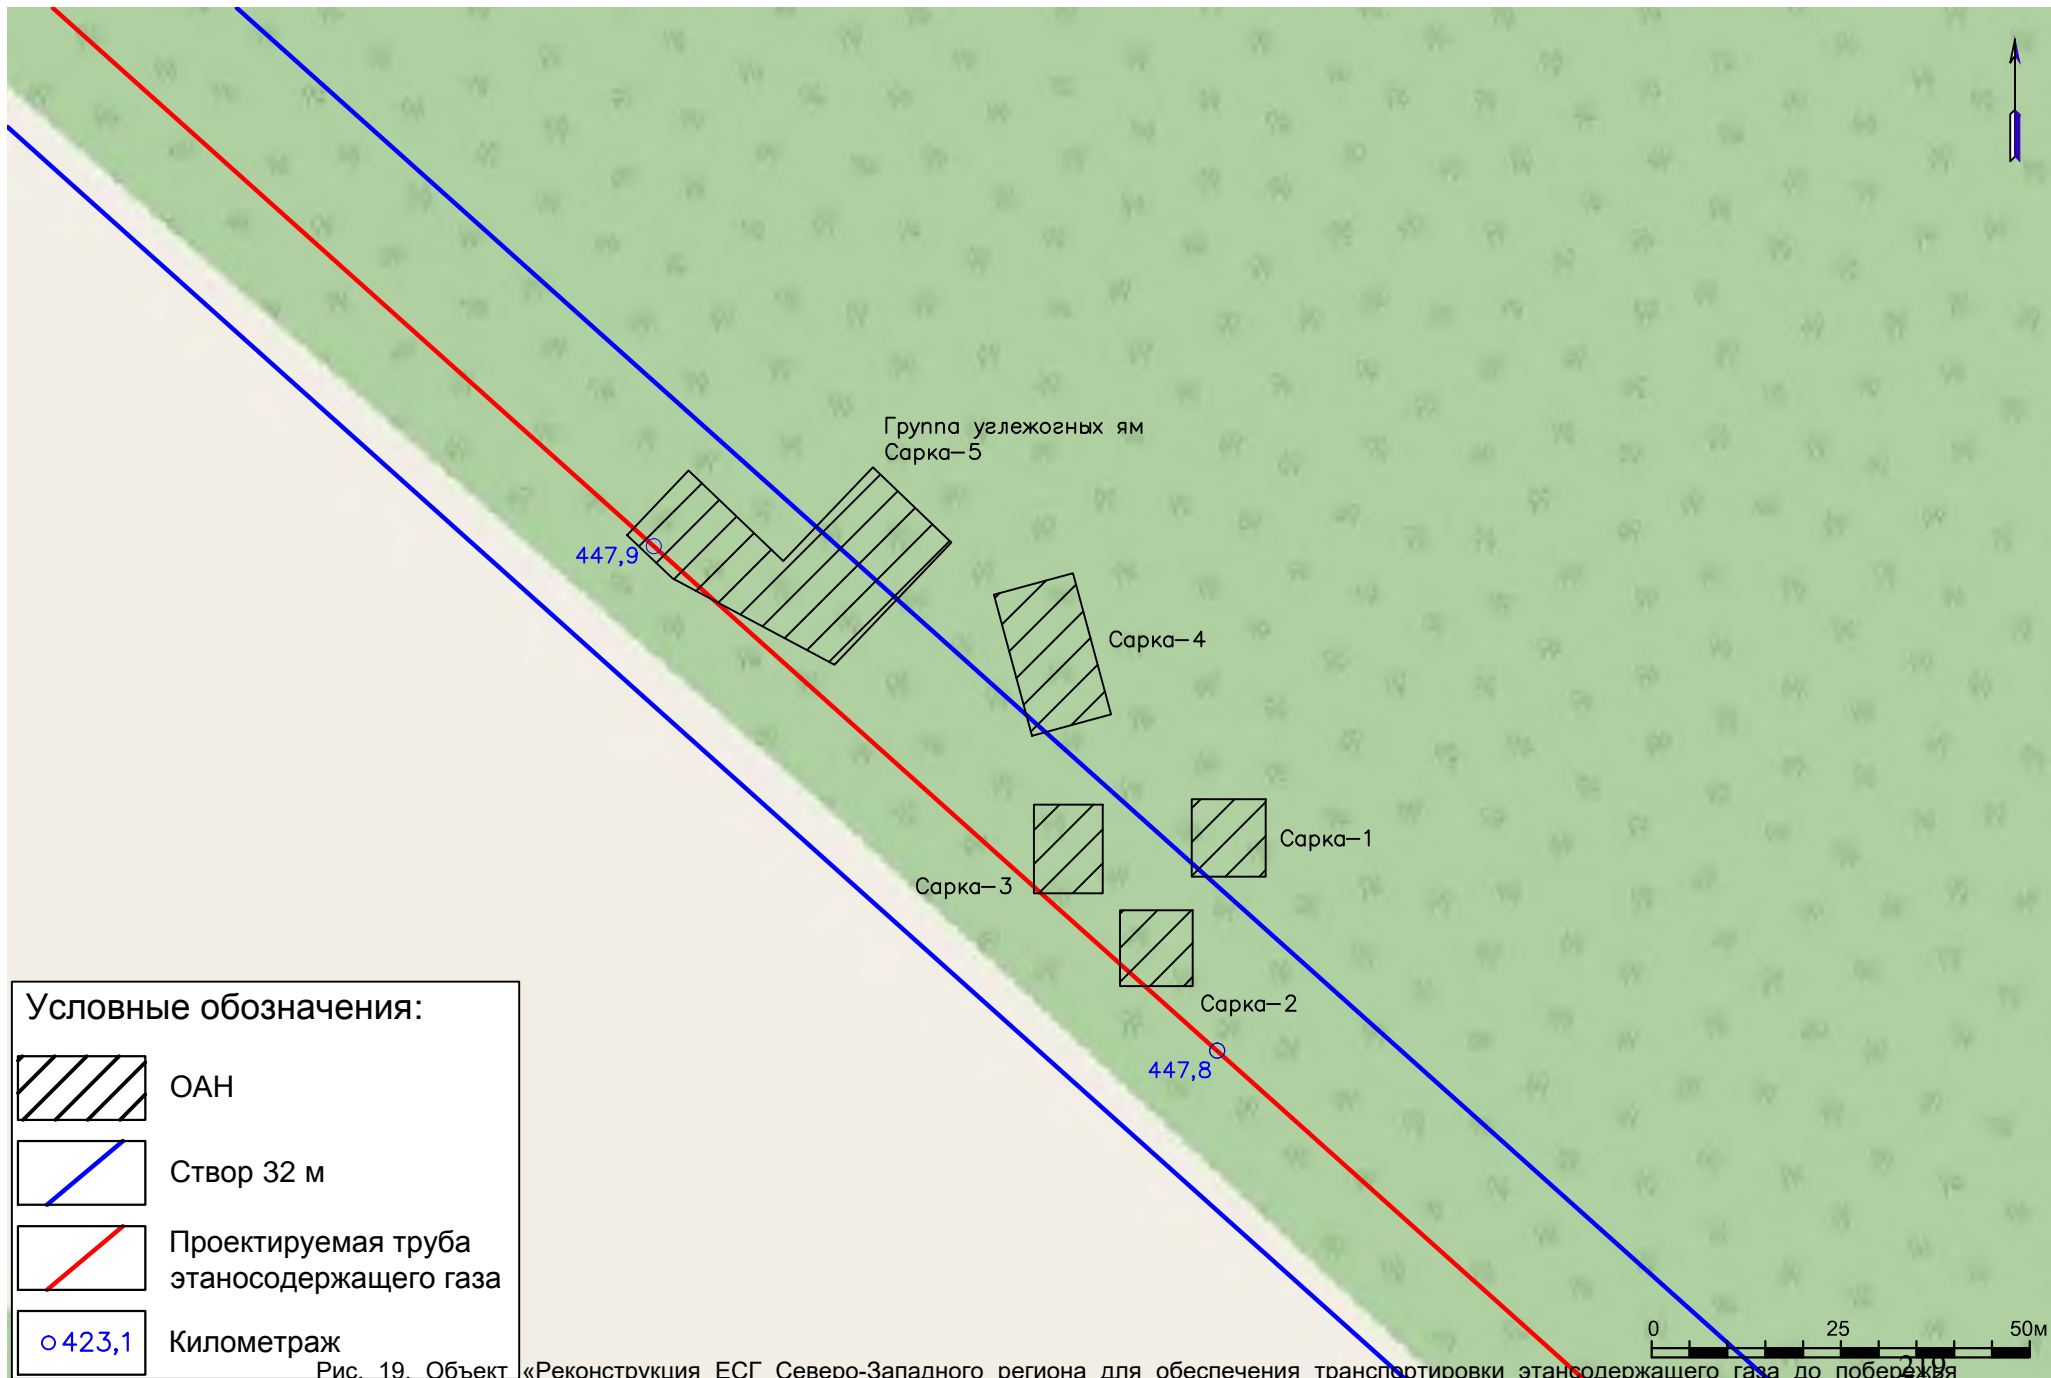 Группа углежогных ям
Сарка-5
447,9
Сарка-4
Сарка-1
Сарка-3
Сарка-2
447,8
Условные обозначения:
ОАН
Створ 32 м
Проектируемая труба
этаносодержащего газа
423,1 Километраж
0 25 50м
Рис. 19. Объект «Реконструкция ЕСГ Северо-Западного региона для обеспечения транспортировки этансодержащего газа до побережья
219